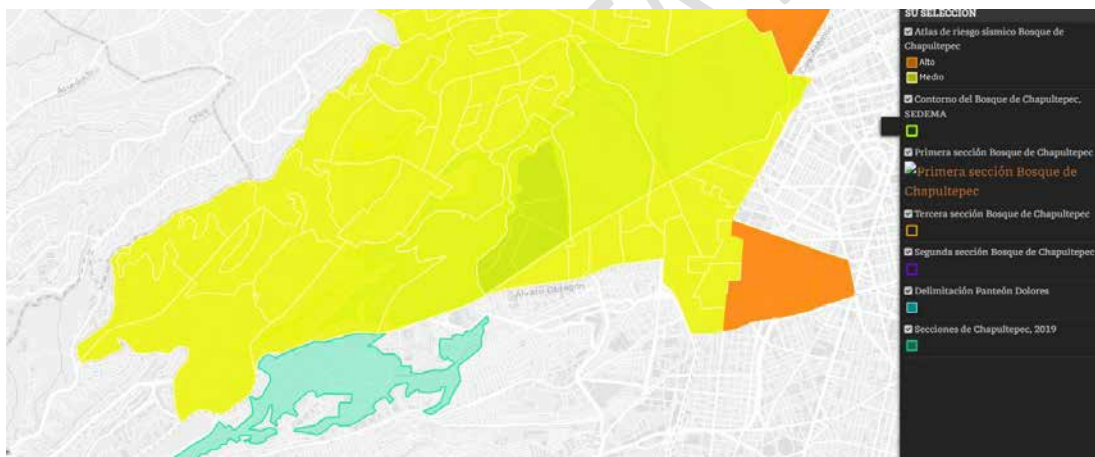 SU SELECCIÓN
Atlas de riesgo sísmico Bosque de
Chapultepec
Alto
Medio
Contorno del Bosque de Chapultepec,
SEDEMA
Primera sección Bosque de Chapultepec
Primera sección Bosque de
Chapultepec
Tercera sección Bosque de Chapultepec
Segunda sección Bosque de Chapultepec
Delimitación Panteón Dolores
Secciones de Chapultepec, 2019
Álvaro Obregón